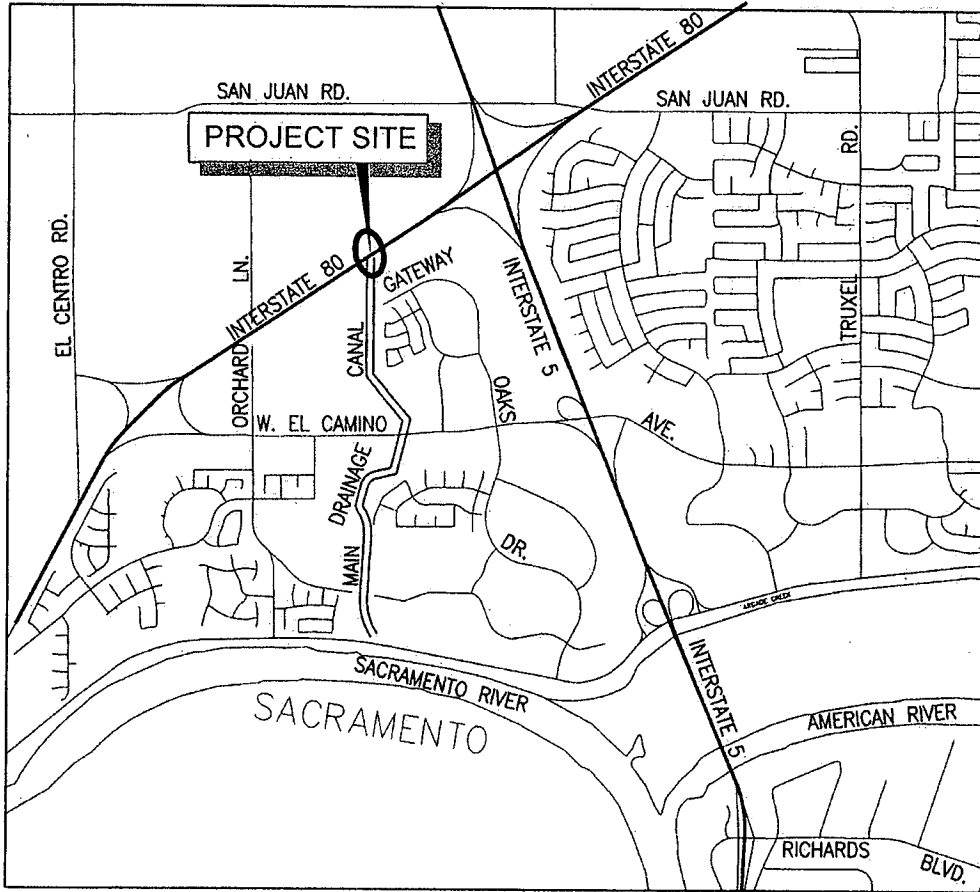 INTERSTATE 80
SAN JUAN RD.
SAN JUAN RD.
PROJECT SITE
RD.
EL CENTRO RD.
ORCHARD LN.
INTERSTATE 80
GATEWAY
OAKS
DR.
INTERSTATE 5
TRUXEL
MAIN DRAINAGE CANAL
W. EL CAMINO
AVE.
ARCADE CREEK
SACRAMENTO RIVER
SACRAMENTO
INTERSTATE 5
AMERICAN RIVER
RICHARDS
BLVD.